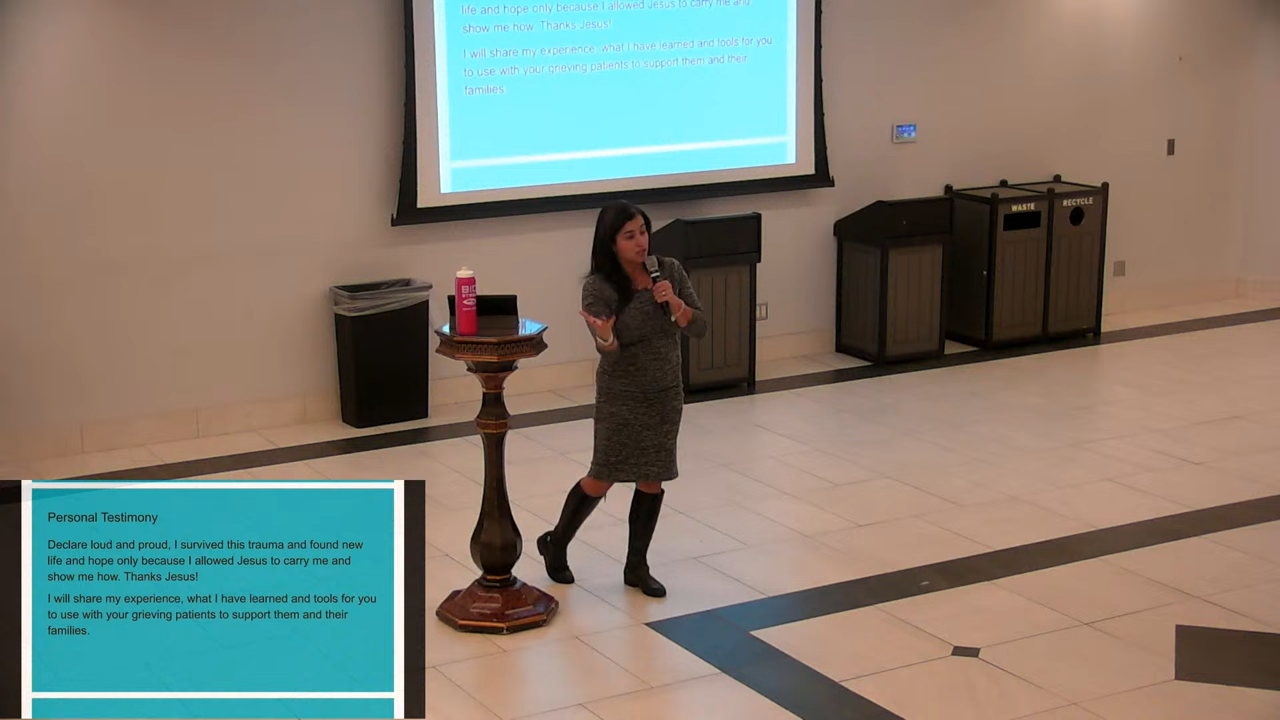 life and hope only because I allowed Jesus to carry me and
show me how. Thanks Jesus!
I will share my experience, what I have learned and tools for you
to use with your grieving patients to support them and their
families.
WASTE
RECYCLE
Personal Testimony
Declare loud and proud, I survived this trauma and found new
life and hope only because I allowed Jesus to carry me and
show me how. Thanks Jesus!
I will share my experience, what I have learned and tools for you
to use with your grieving patients to support them and their
families.